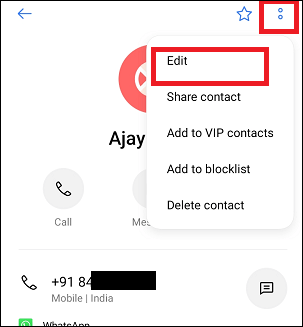 Edit
Share contact
Add to VIP contacts
Add to blocklist
Delete contact
Ajay
Call
Mes
+91 84
Mobile | India
WhatsApp